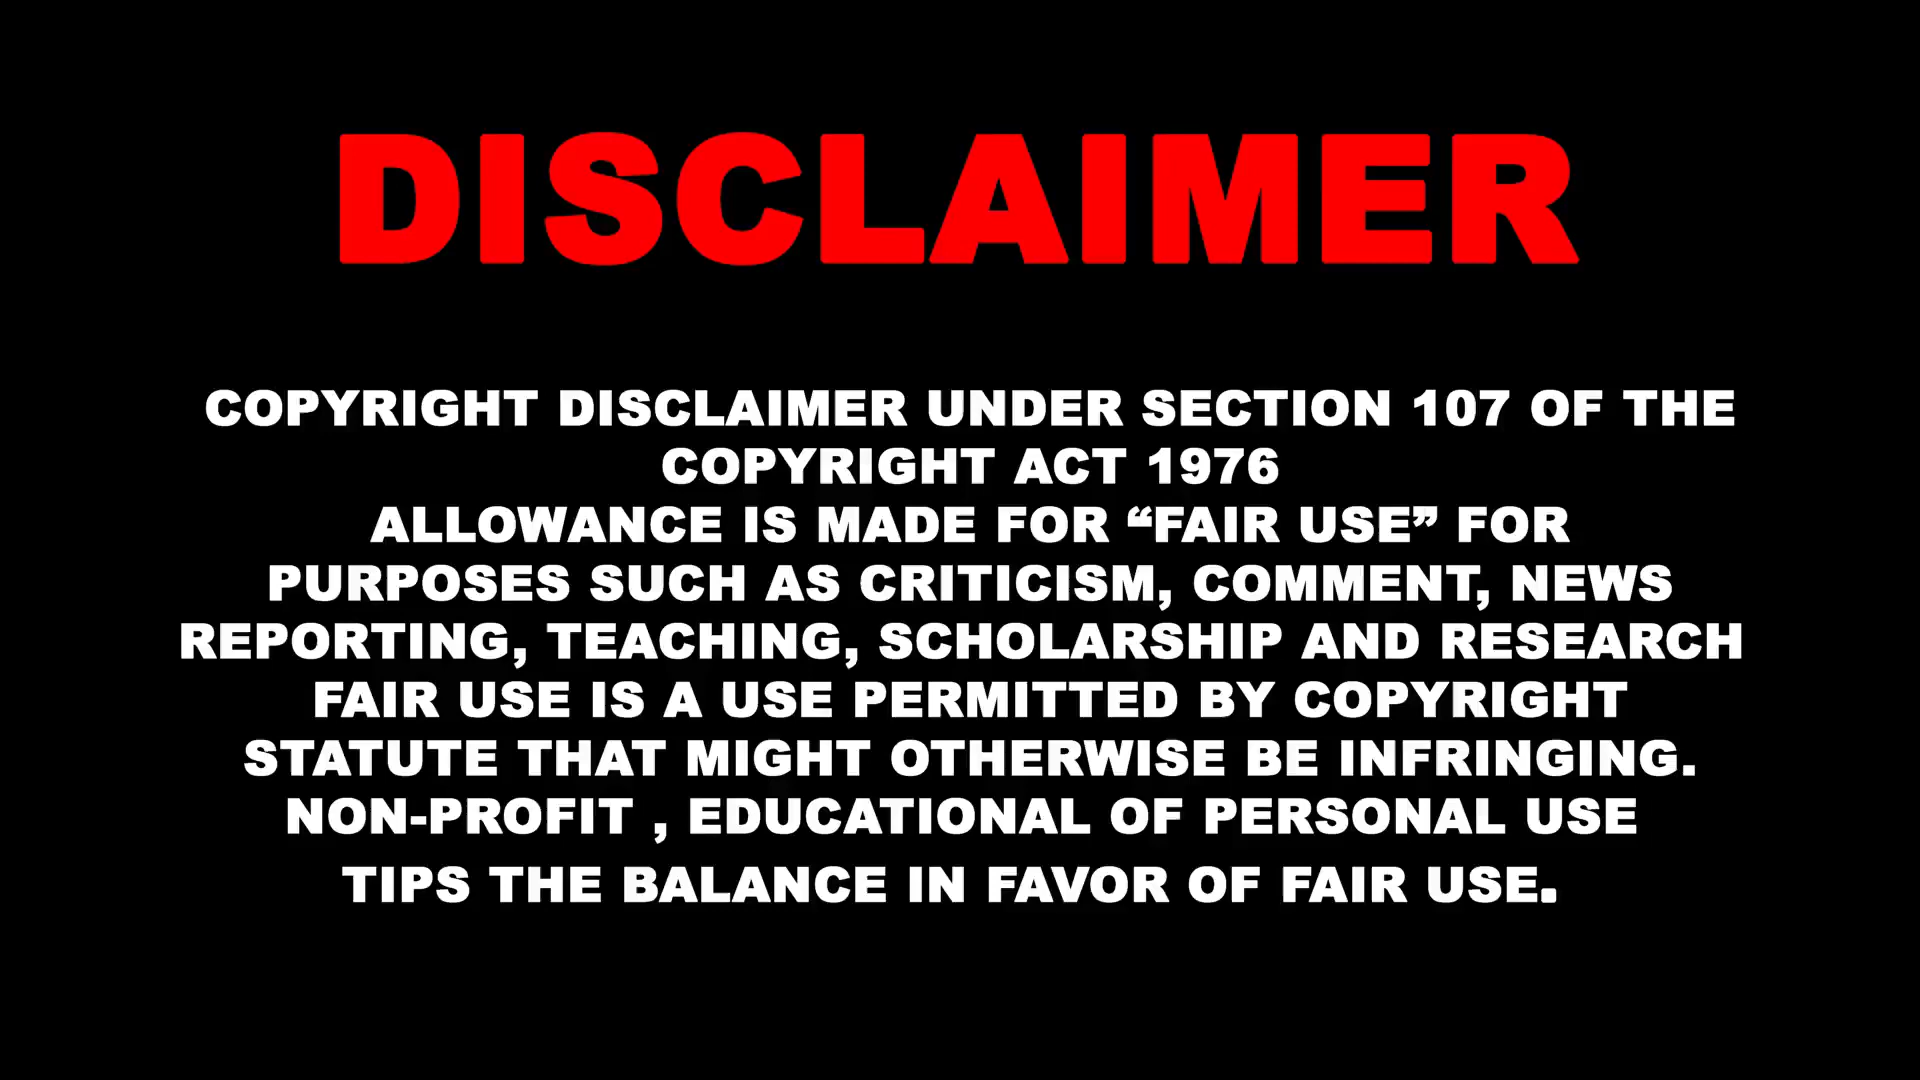 DISCLAIMER
COPYRIGHT DISCLAIMER UNDER SECTION 107 OF THE
COPYRIGHT ACT 1976
ALLOWANCE IS MADE FOR “FAIR USE” FOR
PURPOSES SUCH AS CRITICISM, COMMENT, NEWS
REPORTING, TEACHING, SCHOLARSHIP AND RESEARCH
FAIR USE IS A USE PERMITTED BY COPYRIGHT
STATUTE THAT MIGHT OTHERWISE BE INFRINGING.
NON-PROFIT , EDUCATIONAL OF PERSONAL USE
TIPS THE BALANCE IN FAVOR OF FAIR USE.